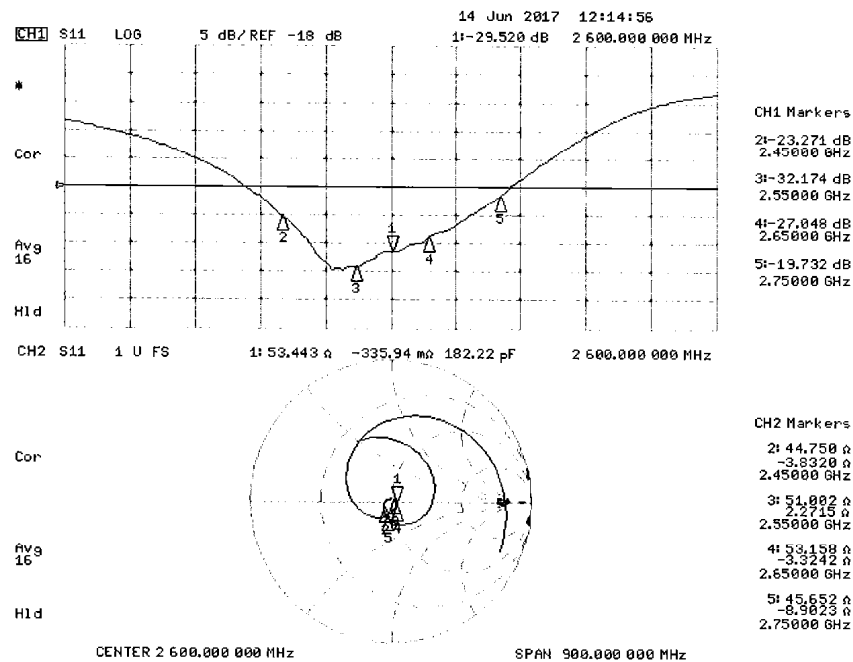 14 Jun 2017 12:14:56
CH1 S11 LOG 5 dB/REF -18 dB 1:-29.520 dB 2 600.000 000 MHz
*
CH1 Markers
2:-23.271 dB
2.45000 GHz
Cor
3:-32.174 dB
2.55000 GHz
4:-27.048 dB
2.65000 GHz
Avg
16
5:-19.732 dB
2.75000 GHz
Hld
1
2
3
4
5
CH2 S11 1 U FS 1: 53.443 Ω -335.94 mΩ 182.22 pF 2 600.000 000 MHz
CH2 Markers
2: 44.750 Ω
-3.8320 Ω
2.45000 GHz
Cor
3: 51.002 Ω
2.2715 Ω
2.55000 GHz
4: 53.158 Ω
-3.3242 Ω
2.65000 GHz
Avg
16
5: 45.652 Ω
-8.9023 Ω
2.75000 GHz
Hld
1
4
5
CENTER 2 600.000 000 MHz SPAN 900.000 000 MHz